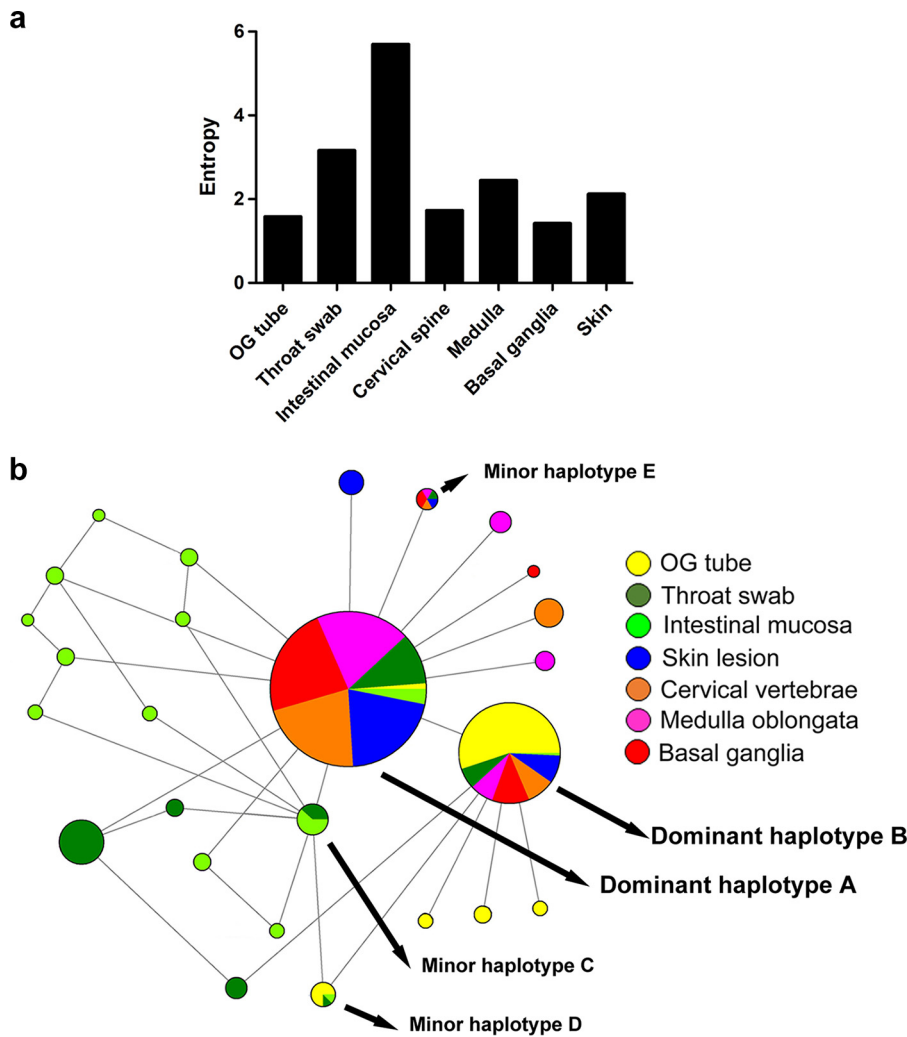 a
6
4
2
0
Entropy
OG tube
Throat swab
Intestinal mucosa
Cervical spine
Medulla
Basal ganglia
Skin
b
Minor haplotype E
OG tube
Throat swab
Intestinal mucosa
Skin lesion
Cervical vertebrae
Medulla oblongata
Basal ganglia
Dominant haplotype B
Dominant haplotype A
Minor haplotype C
Minor haplotype D